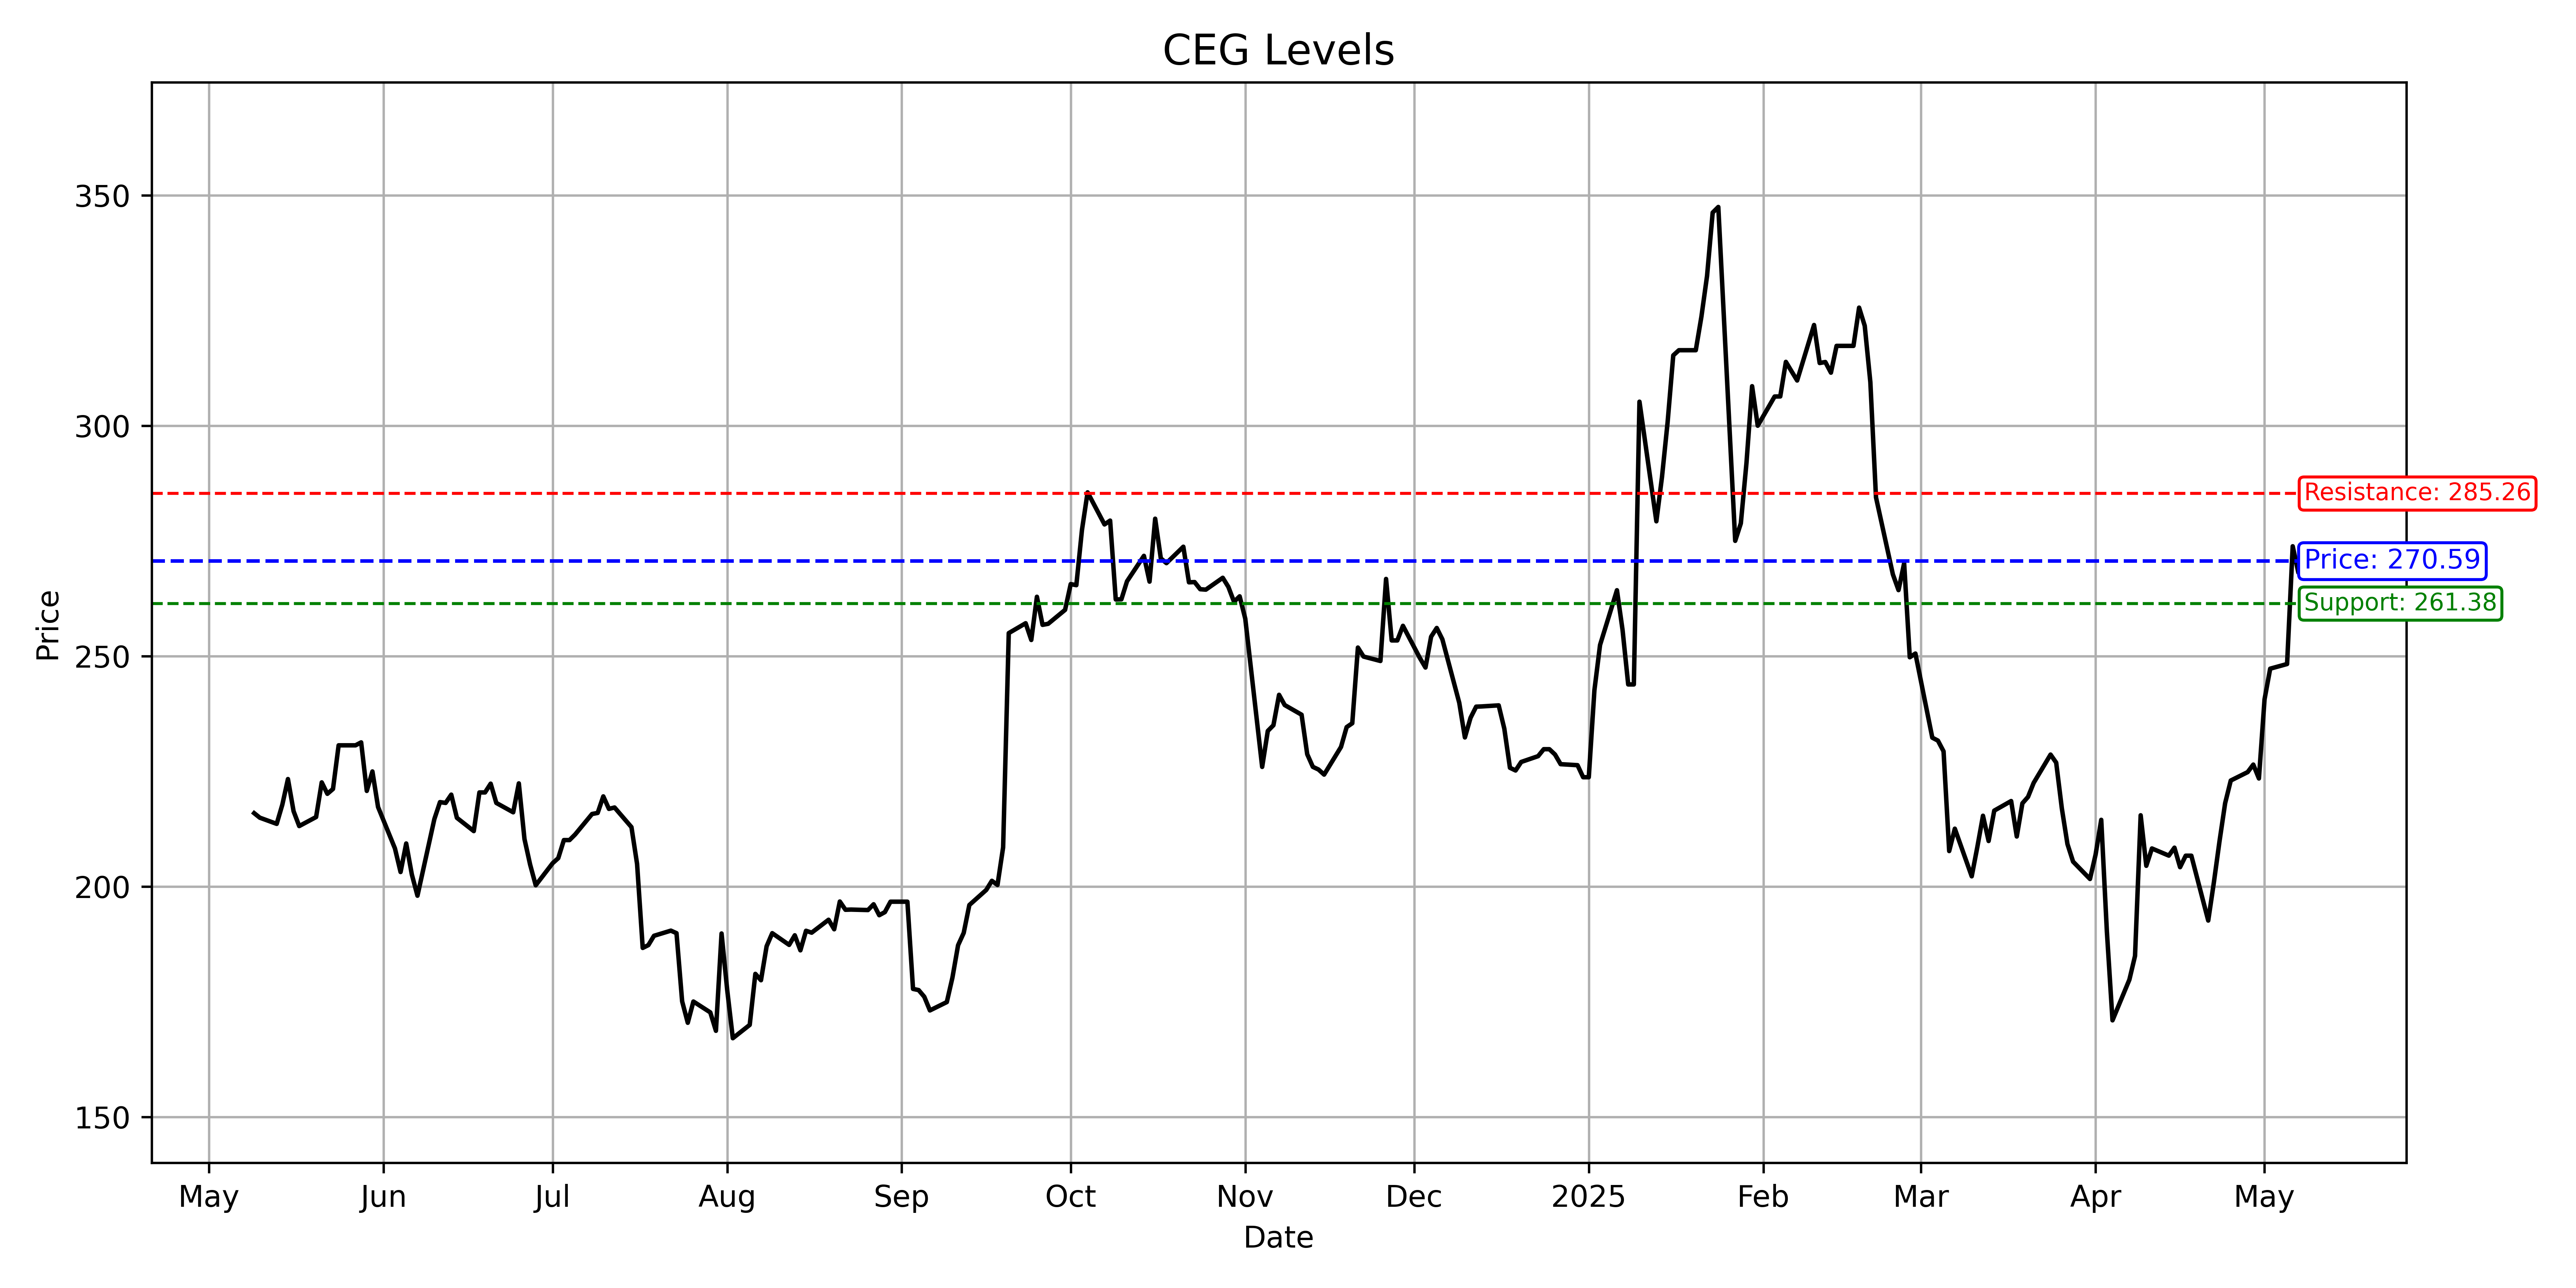 CEG Levels
350
300
250
200
150
Price
Resistance: 285.26
Price: 270.59
Support: 261.38
May Jun Jul Aug Sep Oct Nov Dec 2025 Feb Mar Apr May
Date